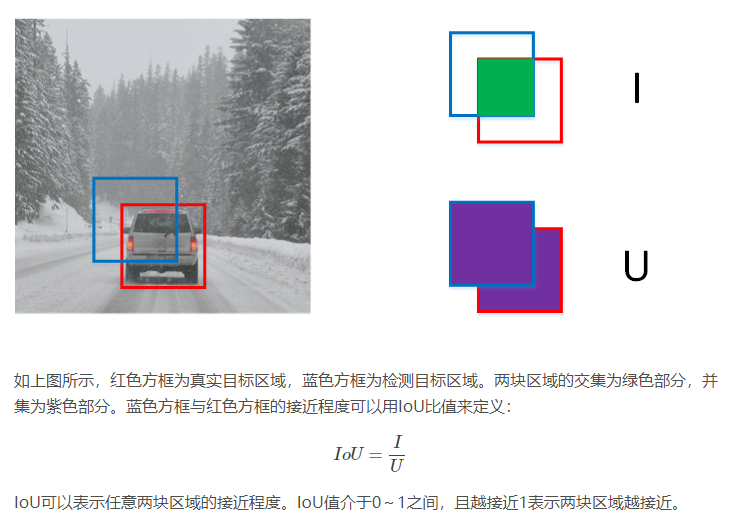 I
U
如上图所示，红色方框为真实目标区域，蓝色方框为检测目标区域。两块区域的交集为绿色部分，并
集为紫色部分。蓝色方框与红色方框的接近程度可以用IoU比值来定义：
IoU = I/U
IoU可以表示任意两块区域的接近程度。IoU值介于0～1之间，且越接近1表示两块区域越接近。